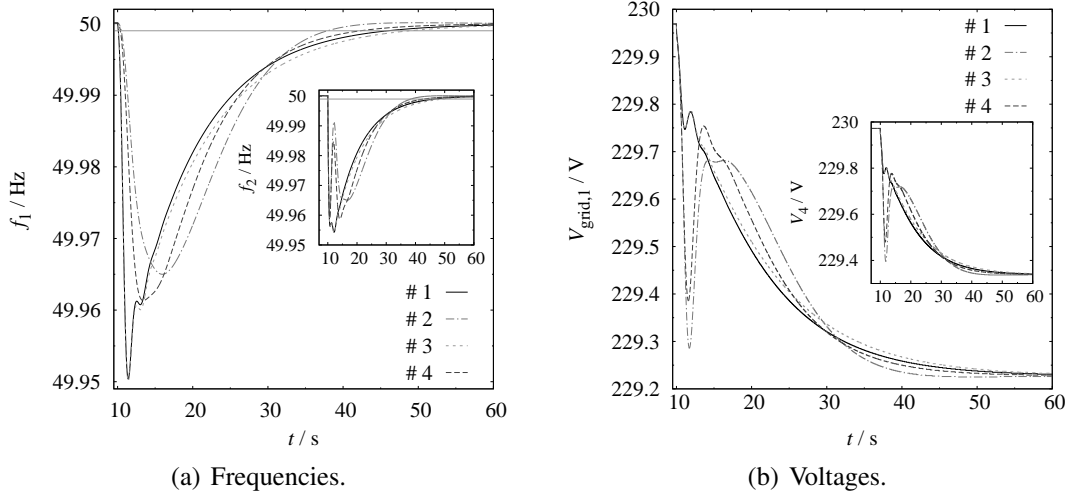 50
49.99
49.98
49.97
49.96
49.95
10 20 30 40 50 60
t / s
f1 / Hz
# 1
# 2
# 3
# 4
50
49.99
49.98
49.97
49.96
49.95
10 20 30 40 50 60
f2 / Hz
(a) Frequencies.
230
229.9
229.8
229.7
229.6
229.5
229.4
229.3
229.2
10 20 30 40 50 60
t / s
Vgrid,1 / V
# 1
# 2
# 3
# 4
230
229.8
229.6
229.4
10 20 30 40 50 60
V4 / V
(b) Voltages.